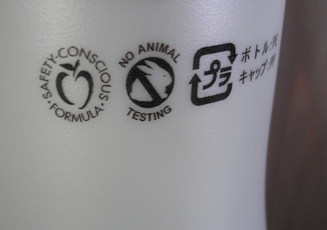 SAFETY-CONSCIOUS · FORMULA ·
NO ANIMAL
TESTING
プラ
ボトル:PE
キャップ:PP